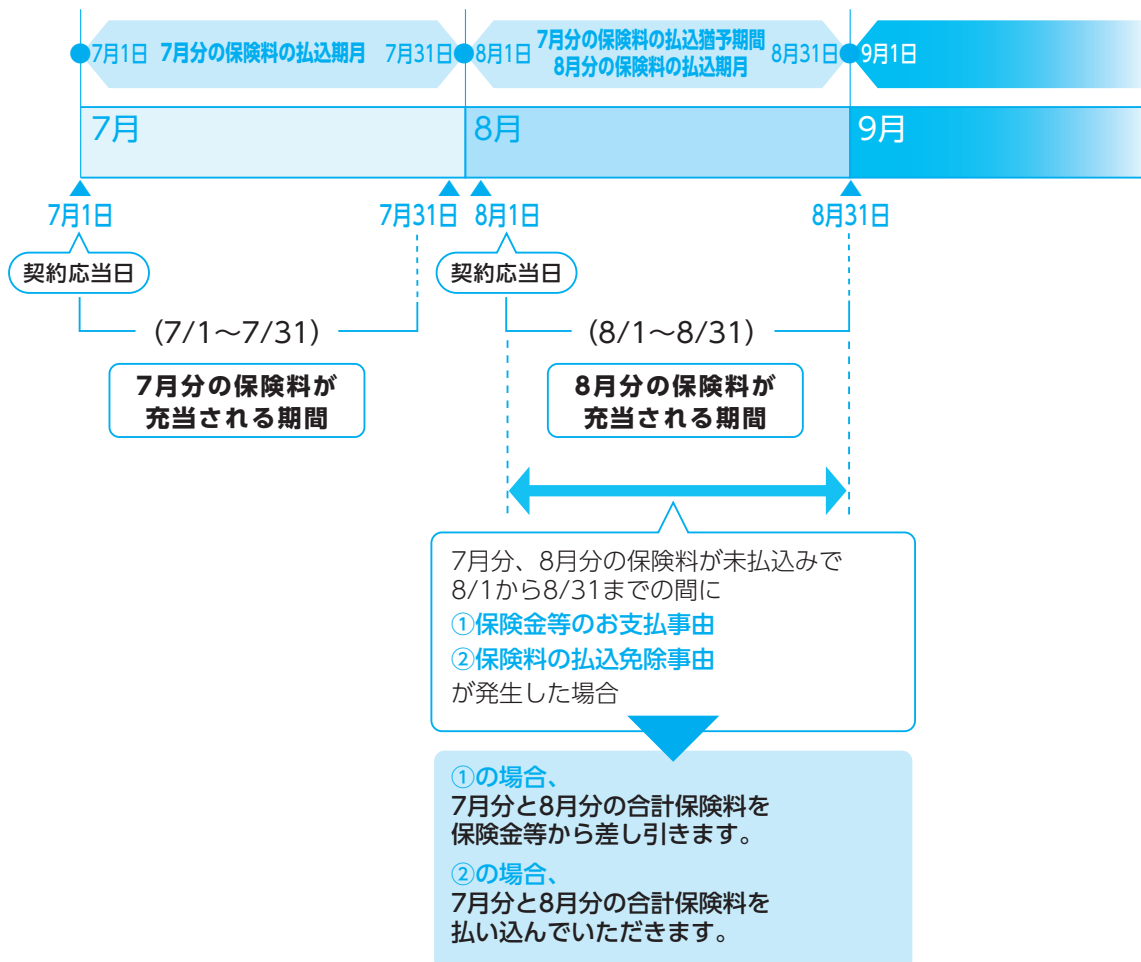 7月1日 7月分の保険料の払込期月 7月31日
8月1日 7月分の保険料の払込猶予期間 8月31日
8月分の保険料の払込期月
9月1日
7月 8月 9月
7月1日 7月31日 8月1日 8月31日
契約応当日 契約応当日
(7/1〜7/31) (8/1〜8/31)
7月分の保険料が
充当される期間
8月分の保険料が
充当される期間
7月分、8月分の保険料が未払込みで
8/1から8/31までの間に
①保険金等のお支払事由
②保険料の払込免除事由
が発生した場合
①の場合、
7月分と8月分の合計保険料を
保険金等から差し引きます。
②の場合、
7月分と8月分の合計保険料を
払い込んでいただきます。